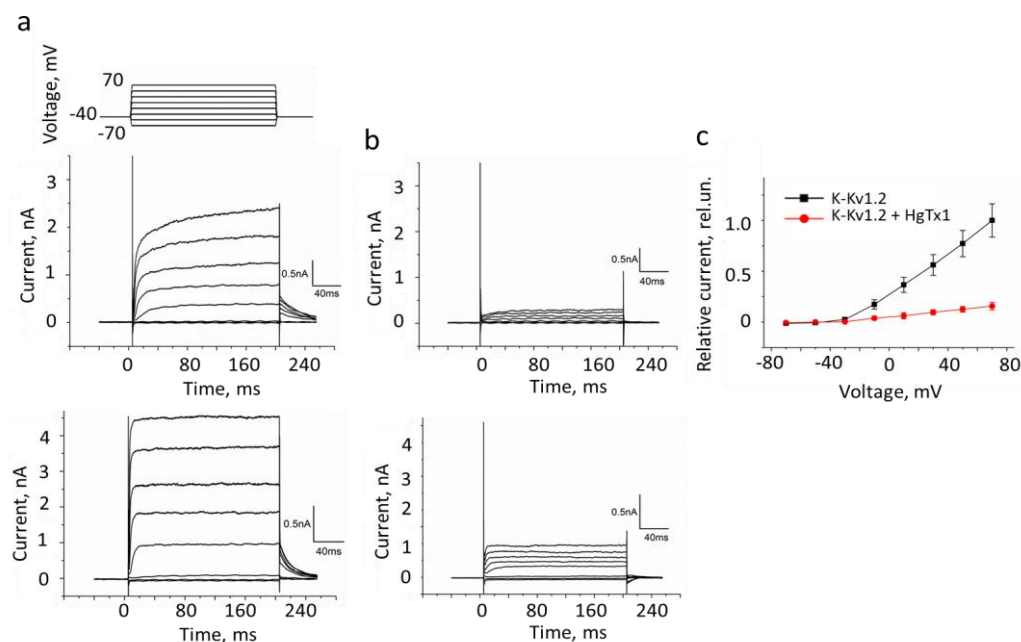 a
Voltage, mV
70
-40
-70
Current, nA
3
2
1
0
0.5nA
40ms
0 80 160 240
Time, ms
b
Current, nA
3
2
1
0
0.5nA
40ms
0 80 160 240
Time, ms
c
Relative current, rel.un.
K-Kv1.2
K-Kv1.2 + HgTx1
1.0
0.5
0
-80 -40 0 40 80
Voltage, mV
Current, nA
4
3
2
1
0
0.5nA
40ms
0 80 160 240
Time, ms
Current, nA
4
3
2
1
0
0.5nA
40ms
0 80 160 240
Time, ms